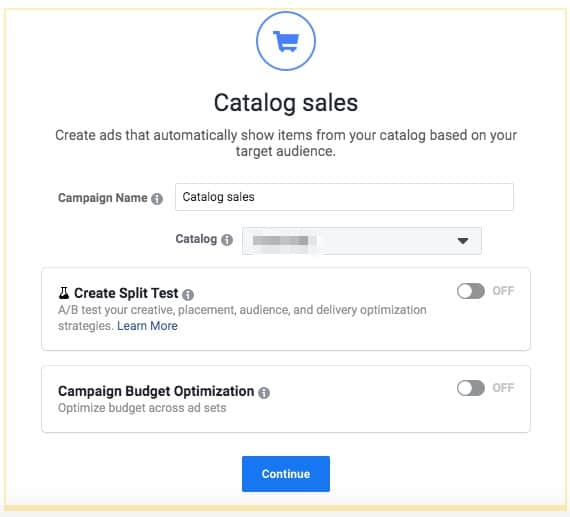 Catalog sales
Create ads that automatically show items from your catalog based on your
target audience.
Campaign Name
Catalog sales
Catalog
Create Split Test
OFF
A/B test your creative, placement, audience, and delivery optimization
strategies. Learn More
Campaign Budget Optimization
OFF
Optimize budget across ad sets
Continue